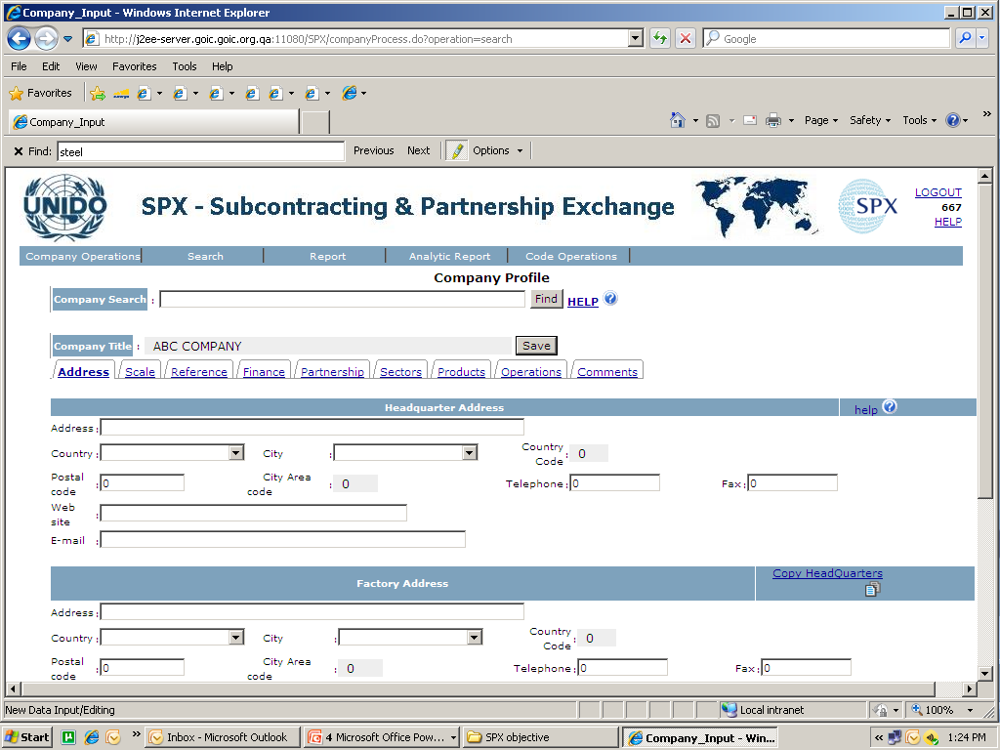 Company_Input - Windows Internet Explorer
http://j2ee-server.goic.goic.org.qa:11080/SPX/companyProcess.do?operation=search
Google
File Edit View Favorites Tools Help
Favorites
Company_Input
Page Safety Tools
Find: steel Previous Next Options
UNIDO
SPX - Subcontracting & Partnership Exchange
SPX
LOGOUT
667
HELP
Company Operations Search Report Analytic Report Code Operations
Company Profile
Company Search : Find HELP
Company Title : ABC COMPANY Save
Address Scale Reference Finance Partnership Sectors Products Operations Comments
Headquarter Address help
Address :
Country : City : Country Code : 0
Postal code : 0 City Area code : 0 Telephone : 0 Fax : 0
Web site :
E-mail :
Factory Address Copy HeadQuarters
Address :
Country : City : Country Code : 0
Postal code : 0 City Area code : 0 Telephone : 0 Fax : 0
New Data Input/Editing Local intranet 100%
Start Inbox - Microsoft Outlook 4 Microsoft Office Pow... SPX objective Company_Input - Win... 1:24 PM